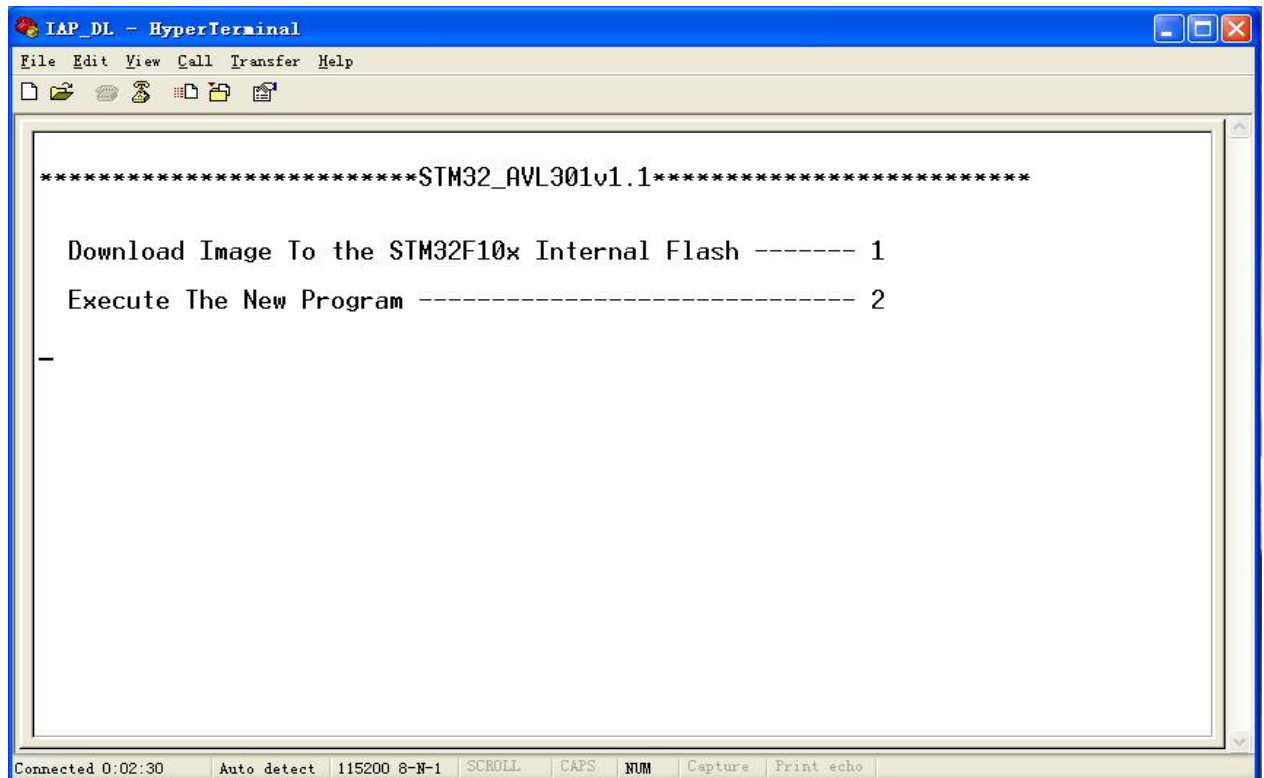 IAP_DL - HyperTerminal
File Edit View Call Transfer Help
**************************STM32_AVL301v1.1**************************
Download Image To the STM32F10x Internal Flash ------- 1
Execute The New Program ------------------------------ 2
_
Connected 0:02:30 Auto detect 115200 8-N-1 SCROLL CAPS NUM Capture Print echo